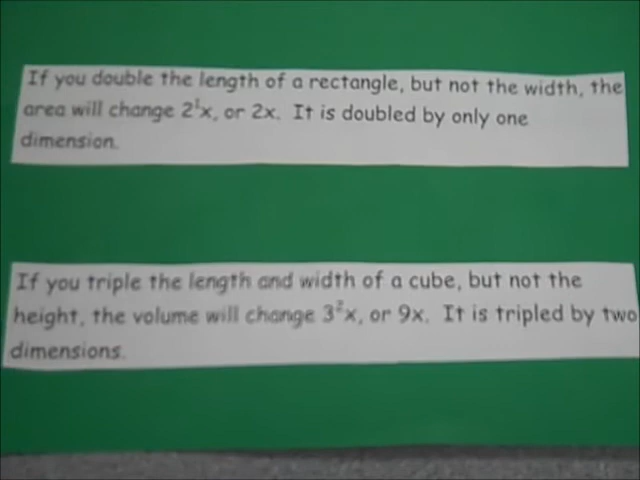 If you double the length of a rectangle, but not the width, the
area will change 2¹x, or 2x. It is doubled by only one
dimension.
If you triple the length and width of a cube, but not the
height, the volume will change 3²x, or 9x. It is tripled by two
dimensions.